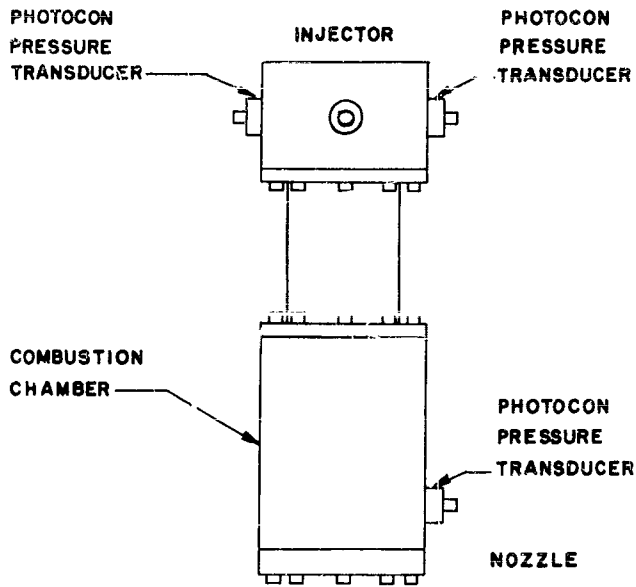 PHOTOCON
PRESSURE
TRANSDUCER
INJECTOR
PHOTOCON
PRESSURE
TRANSDUCER
COMBUSTION
CHAMBER
PHOTOCON
PRESSURE
TRANSDUCER
NOZZLE